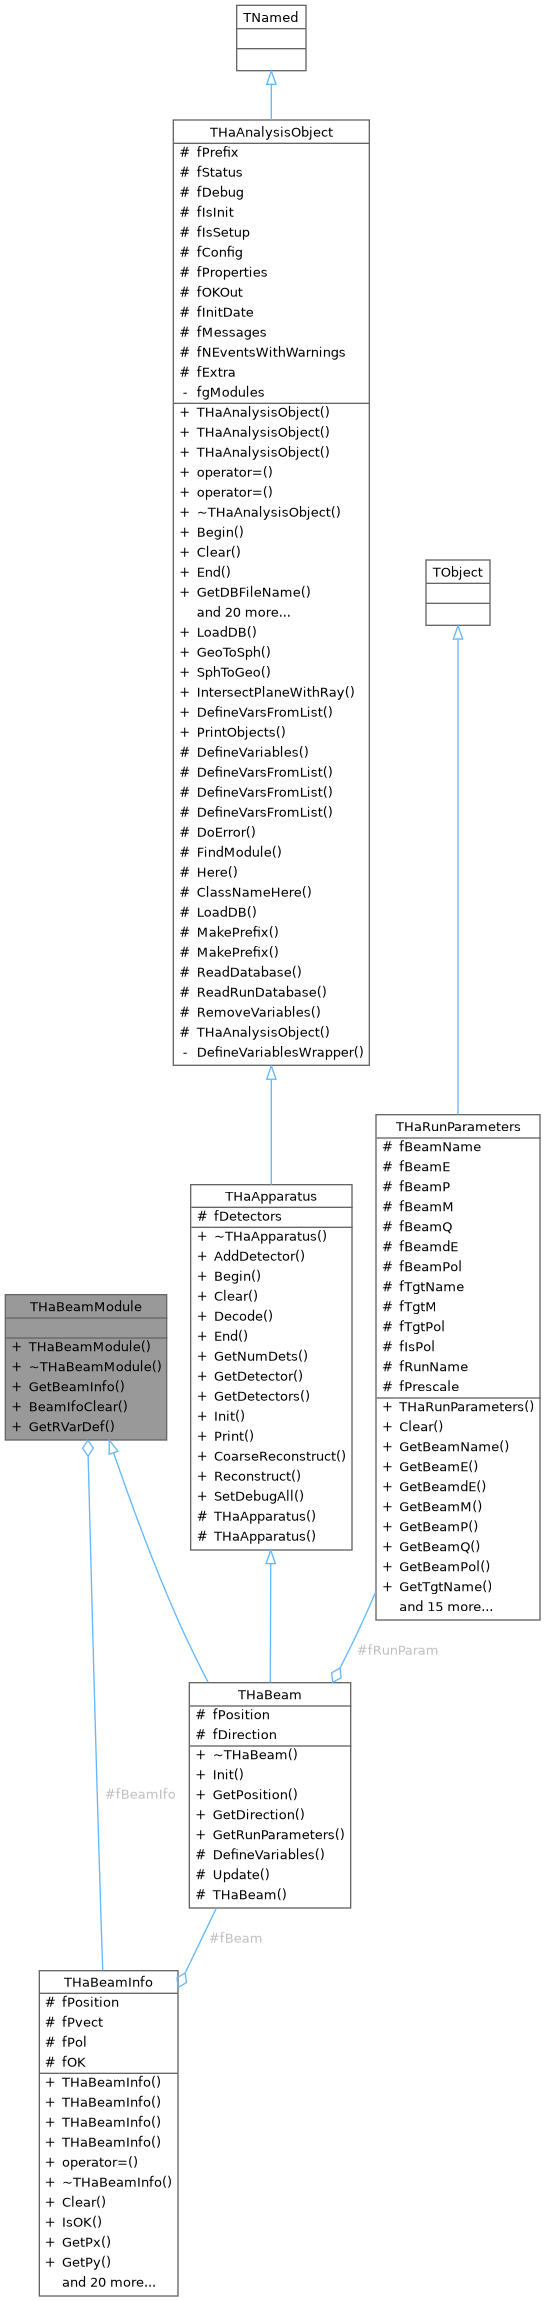 TNamed
THaAnalysisObject
# fPrefix
# fStatus
# fDebug
# fIsInit
# fIsSetup
# fConfig
# fProperties
# fOKOut
# fInitDate
# fMessages
# fNEventsWithWarnings
# fExtra
- fgModules
+ THaAnalysisObject()
+ THaAnalysisObject()
+ THaAnalysisObject()
+ operator=()
+ operator=()
+ ~THaAnalysisObject()
+ Begin()
+ Clear()
+ End()
+ GetDBFileName()
and 20 more...
+ LoadDB()
+ GeoToSph()
+ SphToGeo()
+ IntersectPlaneWithRay()
+ DefineVarsFromList()
+ PrintObjects()
# DefineVariables()
# DefineVarsFromList()
# DefineVarsFromList()
# DefineVarsFromList()
# DoError()
# FindModule()
# Here()
# ClassNameHere()
# LoadDB()
# MakePrefix()
# MakePrefix()
# ReadDatabase()
# ReadRunDatabase()
# RemoveVariables()
# THaAnalysisObject()
- DefineVariablesWrapper()
TObject
THaRunParameters
# fBeamName
# fBeamE
# fBeamP
# fBeamM
# fBeamQ
# fBeamdE
# fBeamPol
# fTgtName
# fTgtM
# fTgtPol
# fIsPol
# fRunName
# fPrescale
+ THaRunParameters()
+ Clear()
+ GetBeamName()
+ GetBeamE()
+ GetBeamdE()
+ GetBeamM()
+ GetBeamP()
+ GetBeamQ()
+ GetBeamPol()
+ GetTgtName()
and 15 more...
THaApparatus
# fDetectors
+ ~THaApparatus()
+ AddDetector()
+ Begin()
+ Clear()
+ Decode()
+ End()
+ GetNumDets()
+ GetDetector()
+ GetDetectors()
+ Init()
+ Print()
+ CoarseReconstruct()
+ Reconstruct()
+ SetDebugAll()
# THaApparatus()
# THaApparatus()
THaBeamModule
+ THaBeamModule()
+ ~THaBeamModule()
+ GetBeamInfo()
+ BeamIfoClear()
+ GetRVarDef()
#fRunParam
THaBeam
# fPosition
# fDirection
+ ~THaBeam()
+ Init()
+ GetPosition()
+ GetDirection()
+ GetRunParameters()
# DefineVariables()
# Update()
# THaBeam()
#fBeamIfo
#fBeam
THaBeamInfo
# fPosition
# fPvect
# fPol
# fOK
+ THaBeamInfo()
+ THaBeamInfo()
+ THaBeamInfo()
+ THaBeamInfo()
+ operator=()
+ ~THaBeamInfo()
+ Clear()
+ IsOK()
+ GetPx()
+ GetPy()
and 20 more...